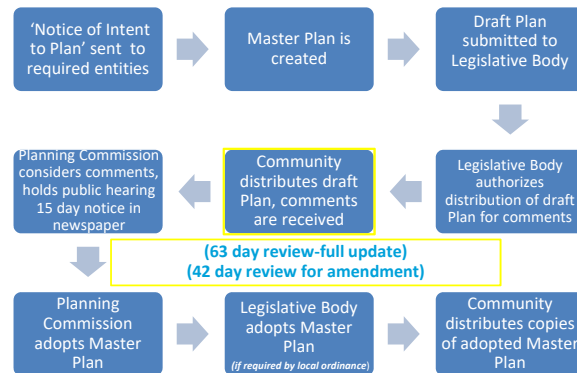 ‘Notice of Intent
to Plan’ sent to
required entities
Master Plan is
created
Draft Plan
submitted to
Legislative Body
Legislative Body
authorizes
distribution of draft
Plan for comments
Community
distributes draft
Plan, comments
are received
Planning Commission
considers comments,
holds public hearing
15 day notice in
newspaper
(63 day review-full update)
(42 day review for amendment)
Planning
Commission
adopts Master
Plan
Legislative Body
adopts Master
Plan
(if required by local ordinance)
Community
distributes copies
of adopted Master
Plan